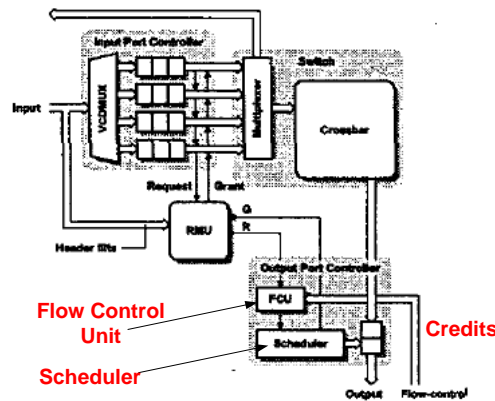 Input Port Controller
Switch
VCDMUX
Multiplexer
Crossbar
Input
Request
Grant
RMU
G
R
Header flits
Output Port Controller
FCU
Flow Control
Unit
Credits
Scheduler
Scheduler
Output
Flow-control